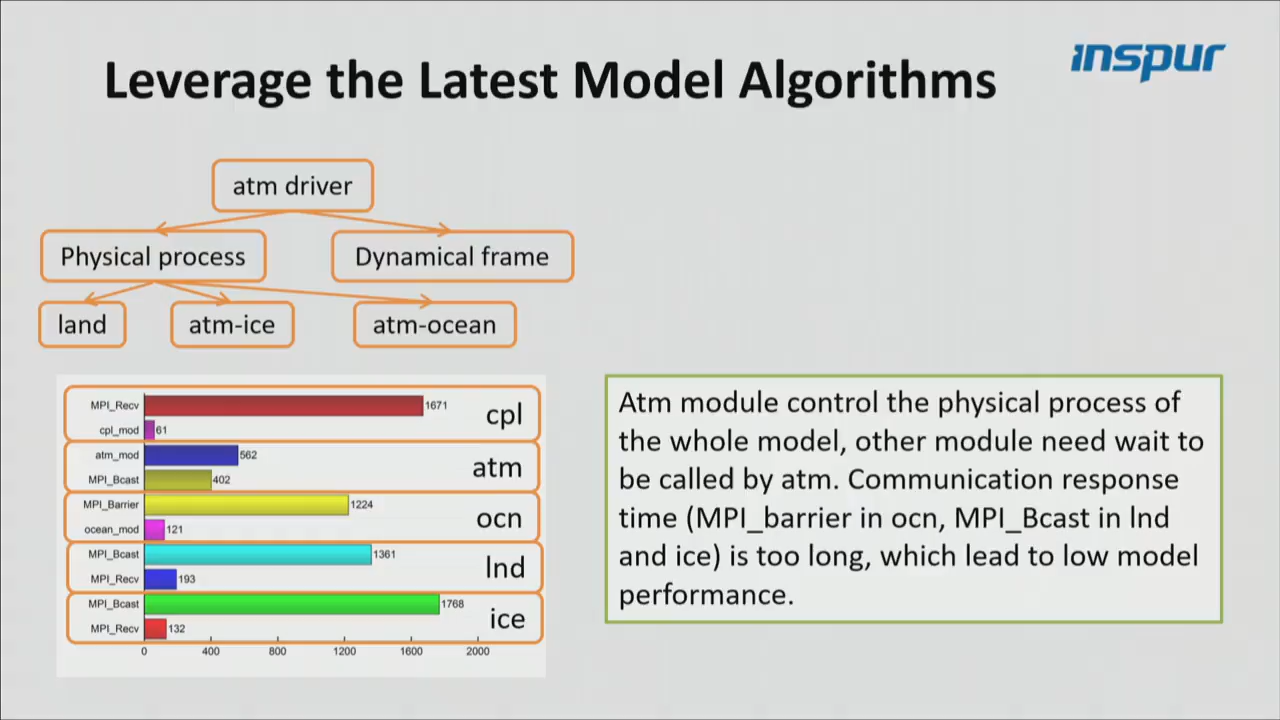 inspur
Leverage the Latest Model Algorithms
atm driver
Physical process
Dynamical frame
land
atm-ice
atm-ocean
MPI_Recv 1671
cpl_mod 61
cpl
atm_mod 562
MPI_Bcast 402
atm
MPI_Barrier 1224
ocean_mod 121
ocn
MPI_Bcast 1361
MPI_Recv 193
lnd
MPI_Bcast 1768
MPI_Recv 132
ice
0 400 800 1200 1600 2000
Atm module control the physical process of
the whole model, other module need wait to
be called by atm. Communication response
time (MPI_barrier in ocn, MPI_Bcast in lnd
and ice) is too long, which lead to low model
performance.